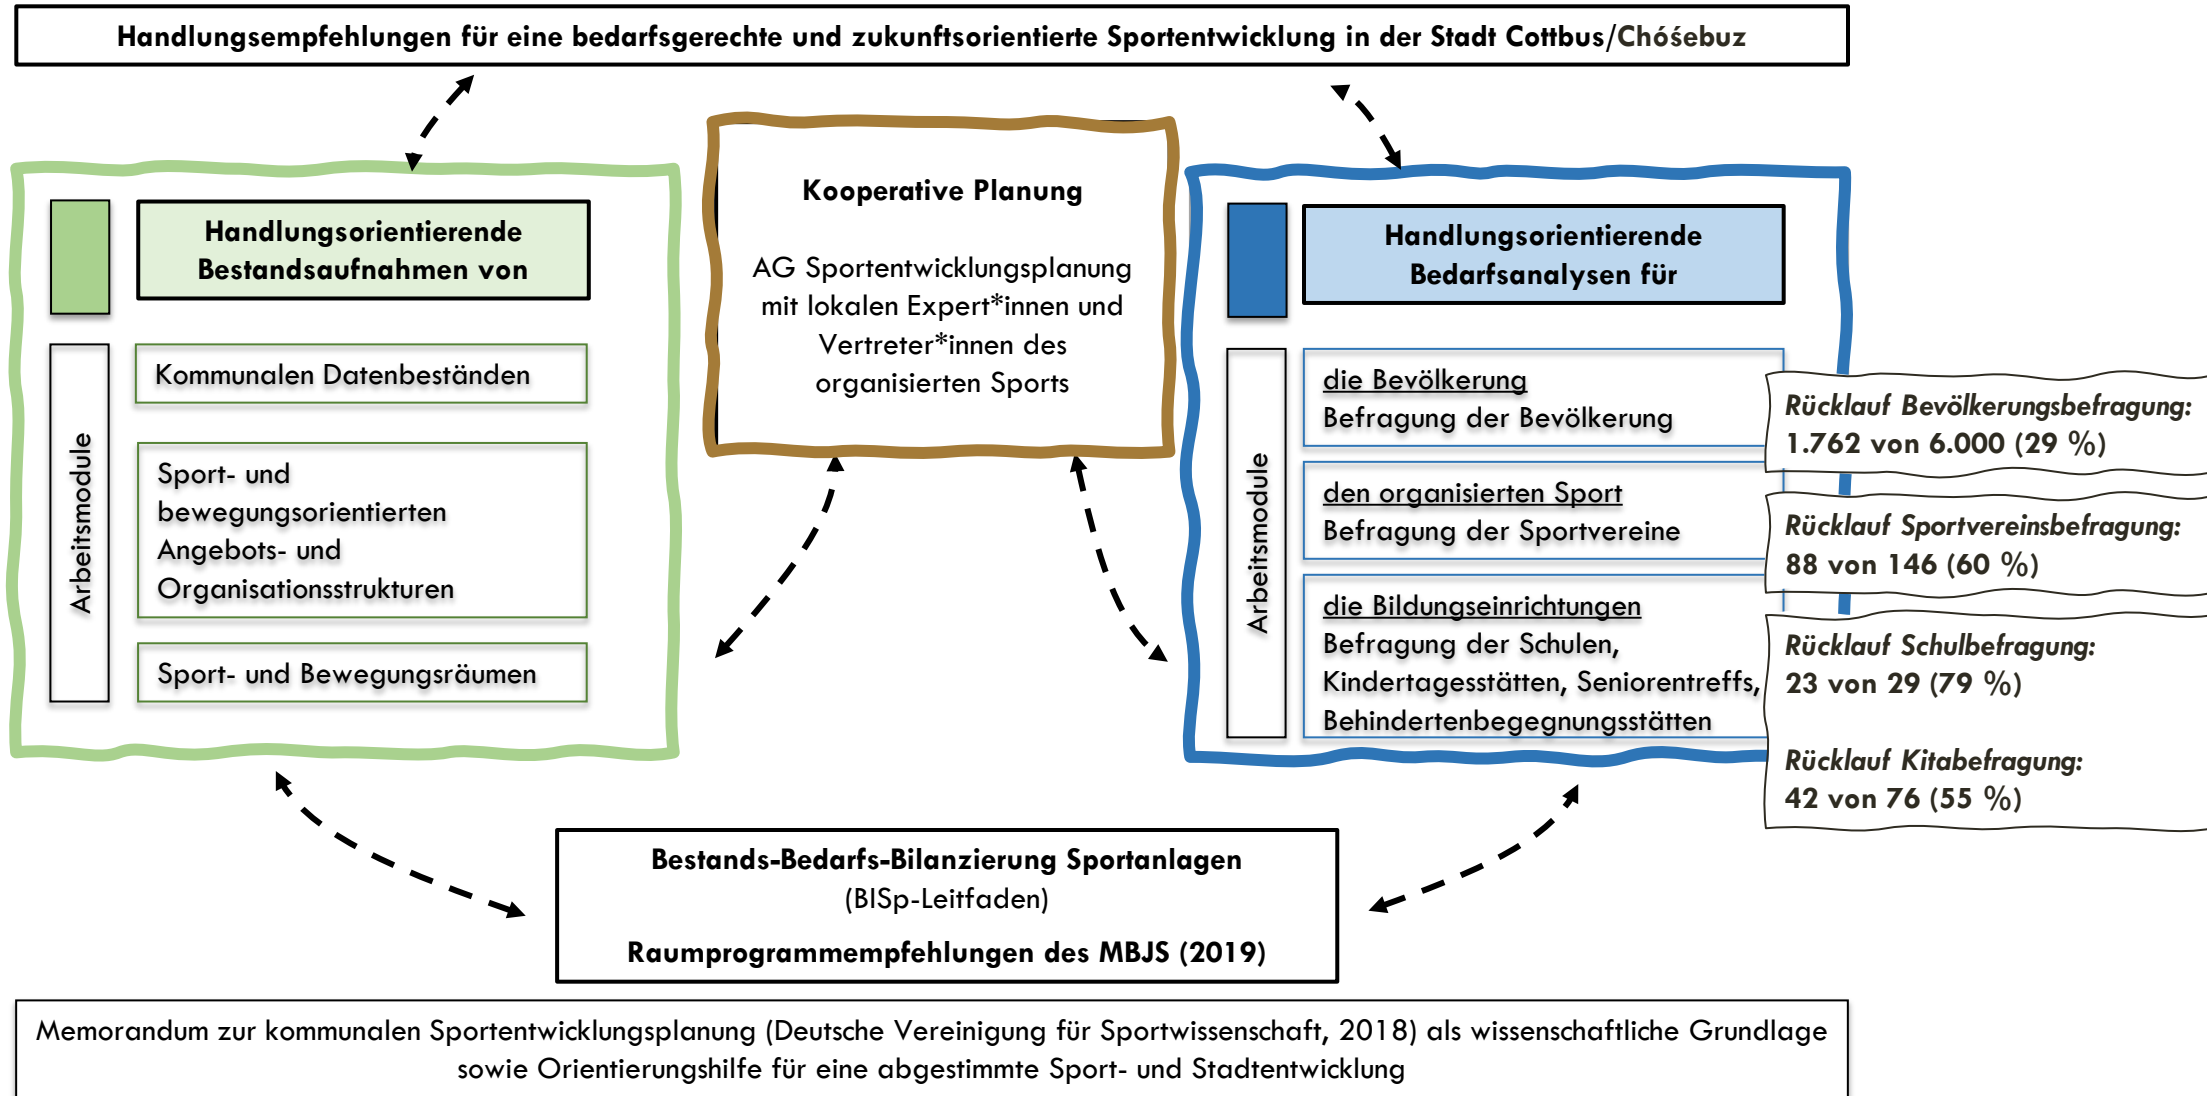 Handlungsempfehlungen für eine bedarfsgerechte und zukunftsorientierte Sportentwicklung in der Stadt Cottbus/Chóśebuz
Handlungsorientierende
Bestandsaufnahmen von
Arbeitsmodule
Kommunalen Datenbeständen
Sport- und
bewegungsorientierten
Angebots- und
Organisationsstrukturen
Sport- und Bewegungsräumen
Kooperative Planung
AG Sportentwicklungsplanung
mit lokalen Expert*innen und
Vertreter*innen des
organisierten Sports
Handlungsorientierende
Bedarfsanalysen für
Arbeitsmodule
die Bevölkerung
Befragung der Bevölkerung
den organisierten Sport
Befragung der Sportvereine
die Bildungseinrichtungen
Befragung der Schulen,
Kindertagesstätten, Seniorentreffs,
Behindertenbegegnungsstätten
Rücklauf Bevölkerungsbefragung:
1.762 von 6.000 (29 %)
Rücklauf Sportvereinsbefragung:
88 von 146 (60 %)
Rücklauf Schulbefragung:
23 von 29 (79 %)
Rücklauf Kitabefragung:
42 von 76 (55 %)
Bestands-Bedarfs-Bilanzierung Sportanlagen
(BISp-Leitfaden)
Raumprogrammempfehlungen des MBJS (2019)
Memorandum zur kommunalen Sportentwicklungsplanung (Deutsche Vereinigung für Sportwissenschaft, 2018) als wissenschaftliche Grundlage
sowie Orientierungshilfe für eine abgestimmte Sport- und Stadtentwicklung